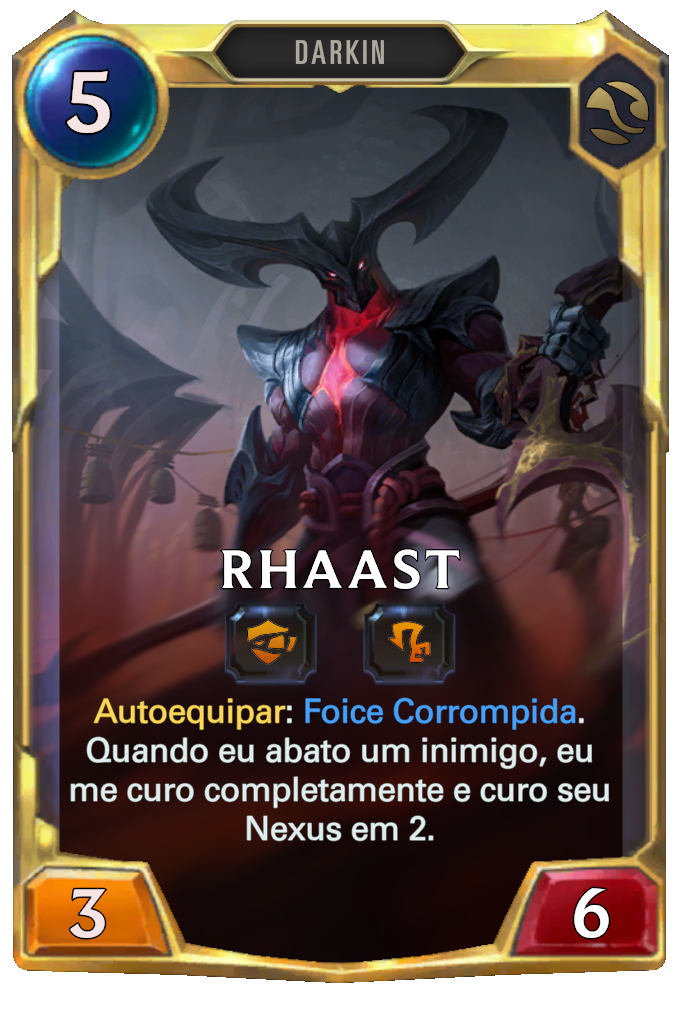 DARKIN
5
RHAAST
Autoequipar: Foice Corrompida.
Quando eu abato um inimigo, eu
me curo completamente e curo seu
Nexus em 2.
3
6